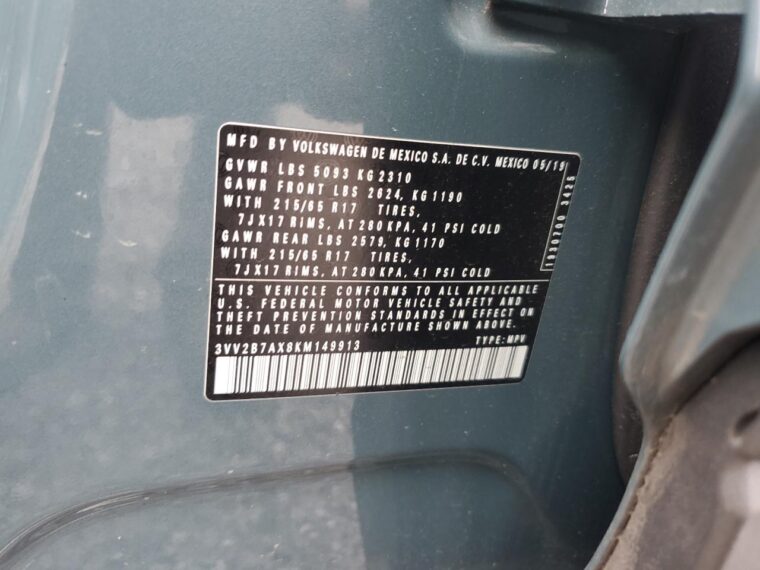 MFD BY VOLKSWAGEN DE MEXICO S.A. DE C.V. MEXICO 05/19
GVWR LBS 5093 KG 2310
GAWR FRONT LBS 2624, KG 1190
WITH 215/65 R17 TIRES,
7JX17 RIMS, AT 280KPA, 41 PSI COLD
GAWR REAR LBS 2579, KG 1170
WITH 215/65 R17 TIRES,
7JX17 RIMS, AT 280 KPA, 41 PSI COLD
1930700 3425
THIS VEHICLE CONFORMS TO ALL APPLICABLE
U.S. FEDERAL MOTOR VEHICLE SAFETY AND
THEFT PREVENTION STANDARDS IN EFFECT ON
THE DATE OF MANUFACTURE SHOWN ABOVE.
3VV2B7AX8KM149913 TYPE: MPV